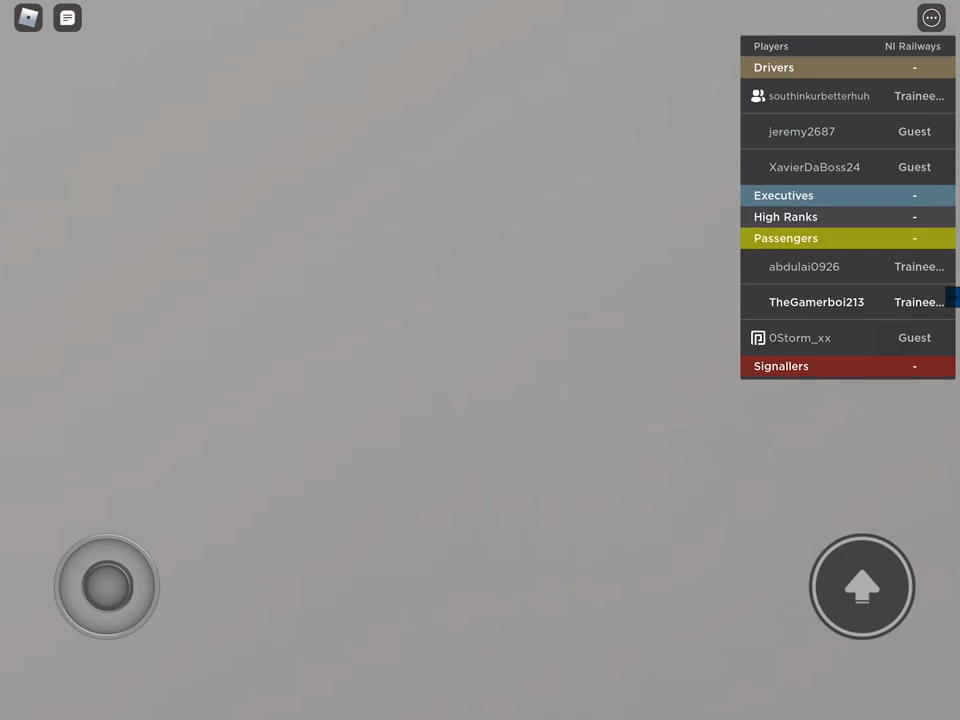 Players NI Railways
Drivers -
southinkurbetterhuh Trainee...
jeremy2687 Guest
XavierDaBoss24 Guest
Executives -
High Ranks -
Passengers -
abdulai0926 Trainee...
TheGamerboi213 Trainee...
0Storm_xx Guest
Signallers -